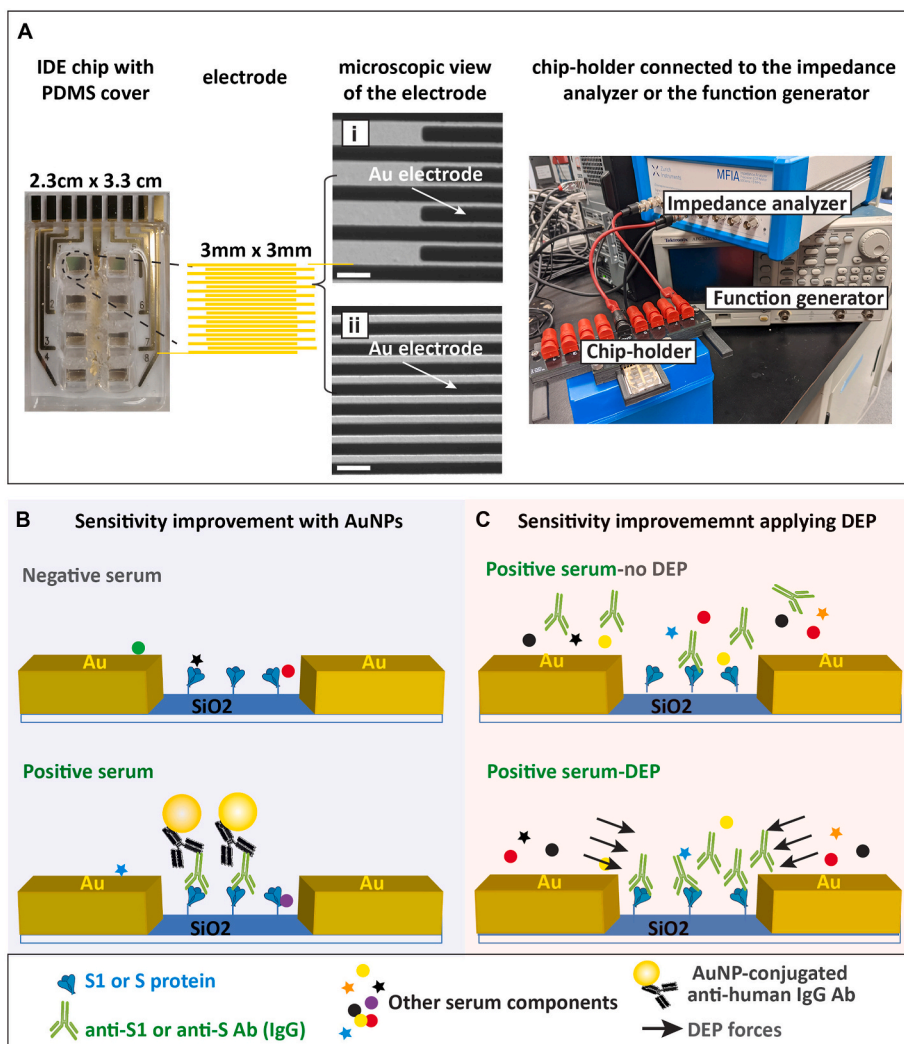 A
IDE chip with
PDMS cover
electrode
microscopic view
of the electrode
chip-holder connected to the impedance
analyzer or the function generator
2.3cm x 3.3 cm
3mm x 3mm
i
Au electrode
ii
Au electrode
MFIA
Impedance analyzer
Tektronix
Function generator
Chip-holder
2
4
6
7
8
B
Sensitivity improvement with AuNPs
Negative serum
Au
SiO2
Positive serum
Au
SiO2
C
Sensitivity improvememnt applying DEP
Positive serum-no DEP
Au
Au
SiO2
Positive serum-DEP
Au
Au
SiO2
S1 or S protein
anti-S1 or anti-S Ab (IgG)
Other serum components
AuNP-conjugated
anti-human IgG Ab
DEP forces